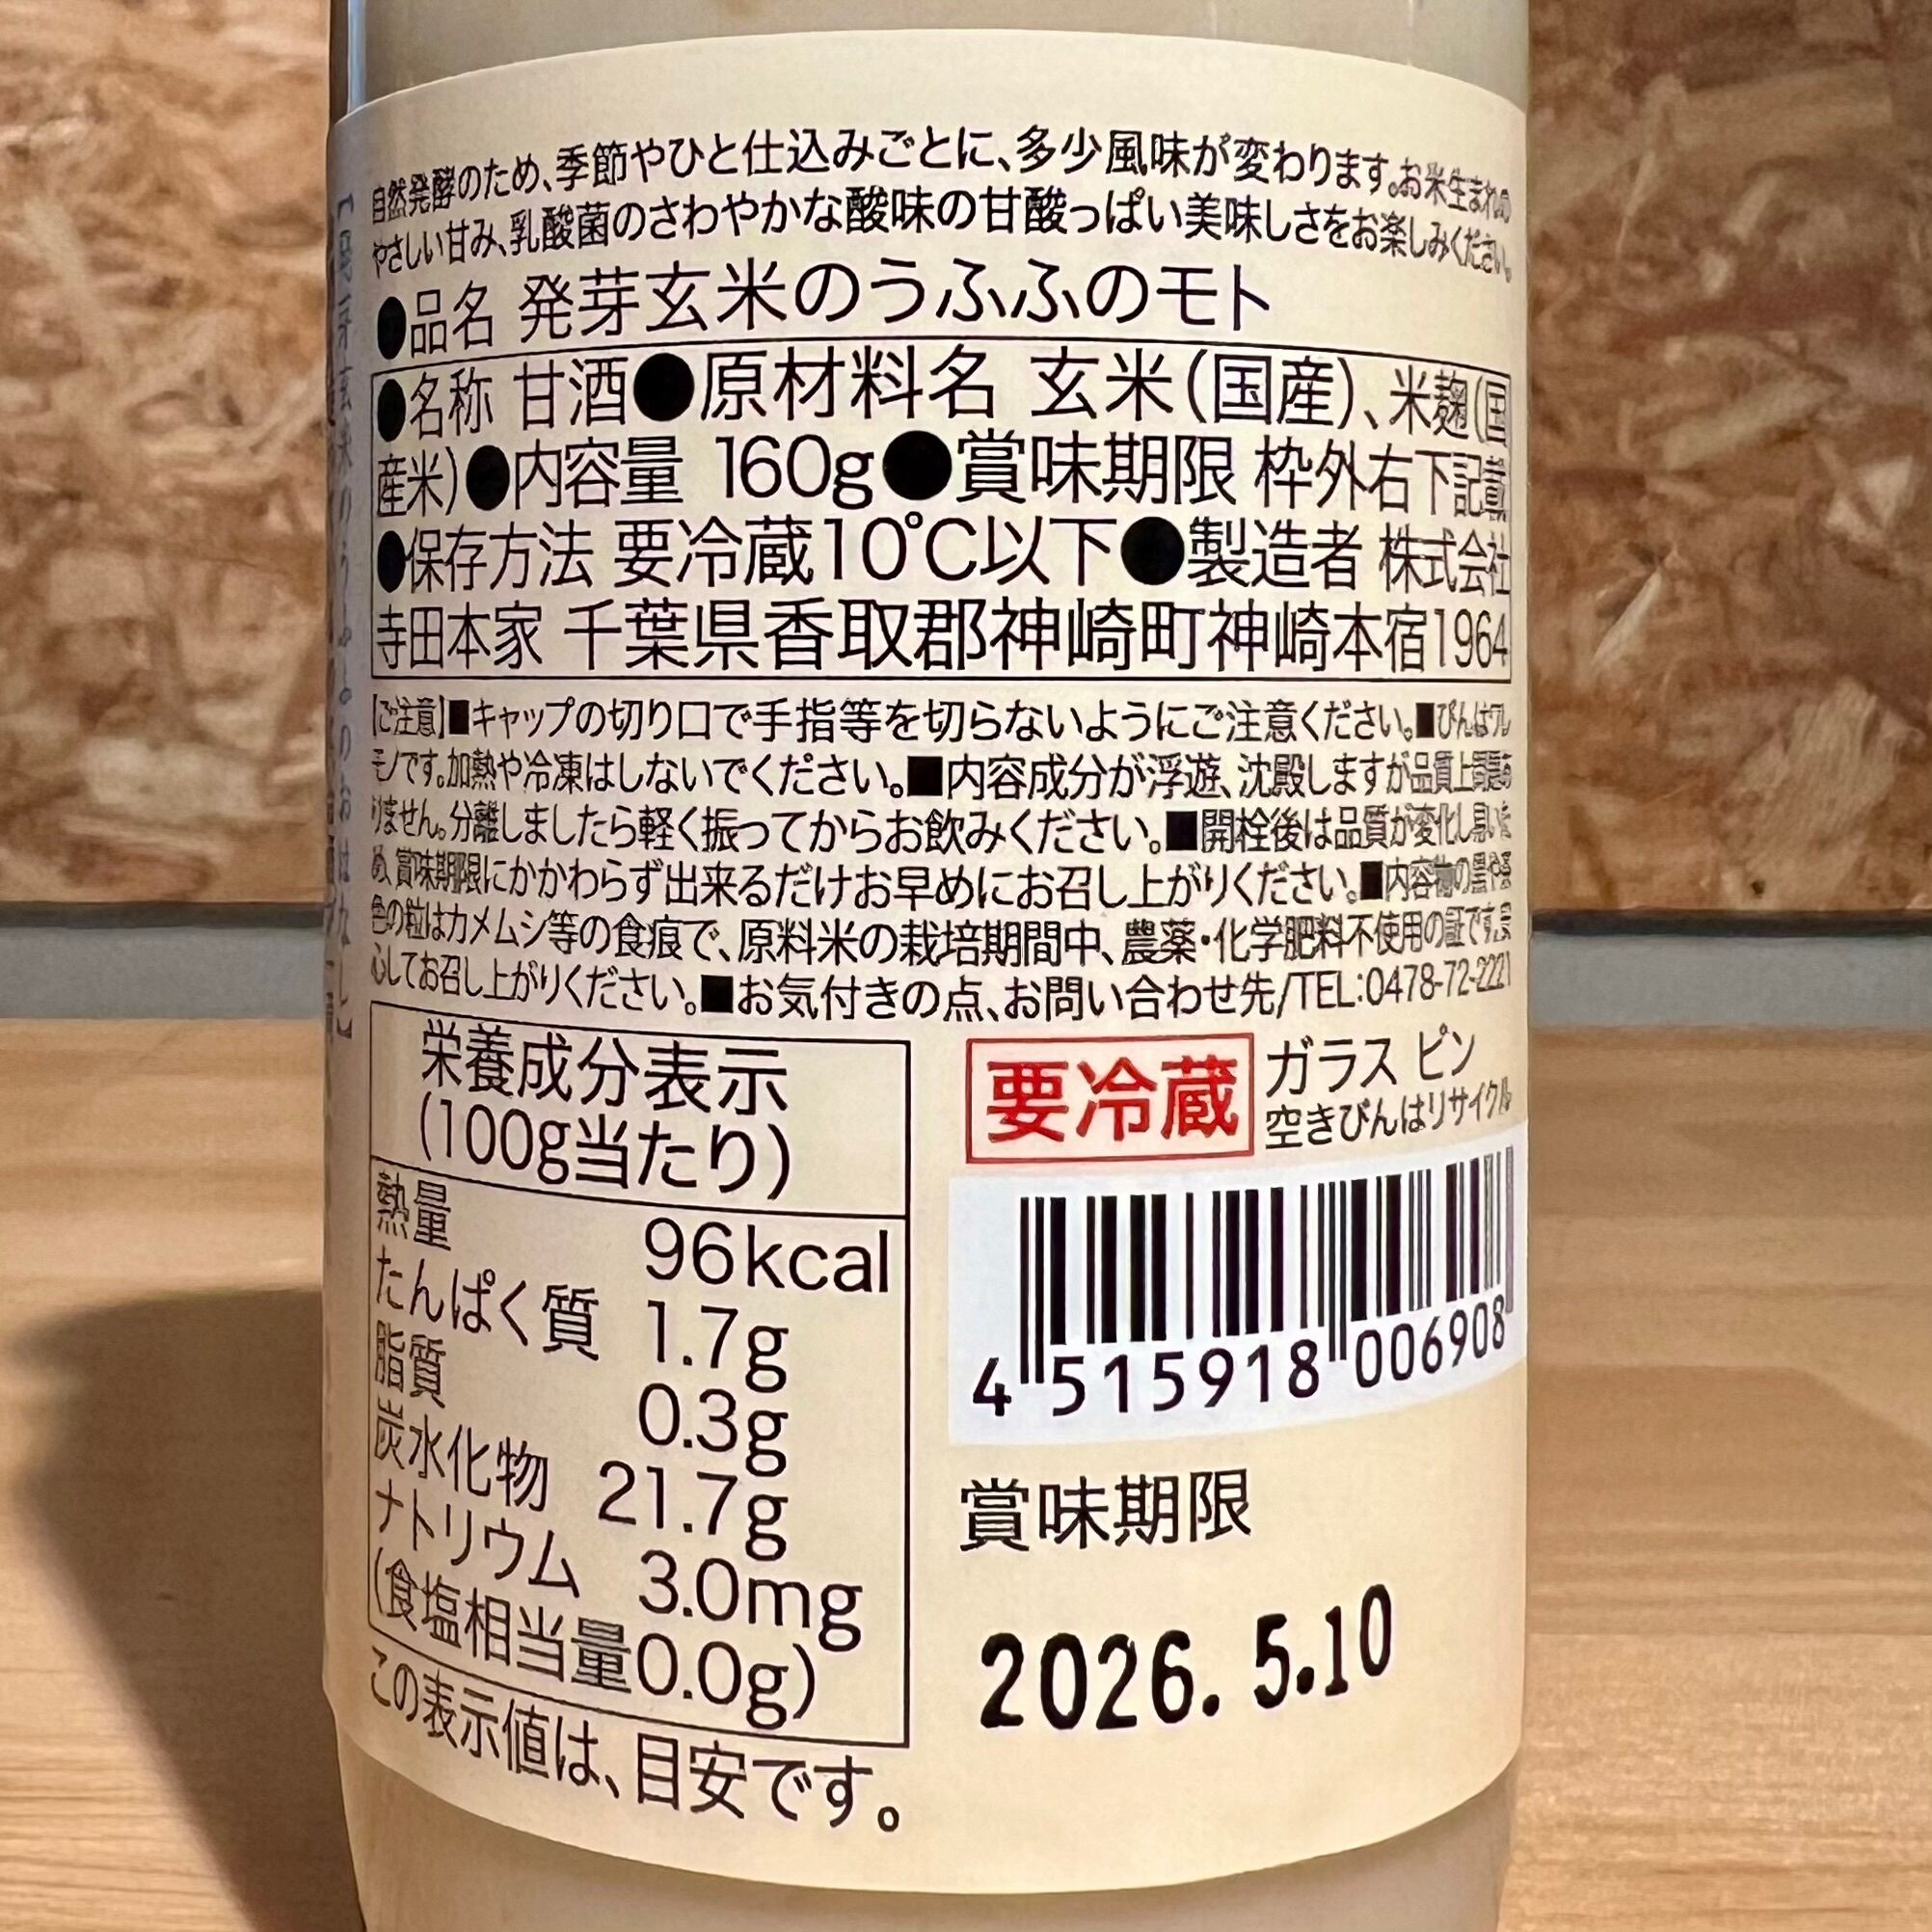 自然発酵のため、季節やひと仕込みごとに、多少風味が変わります。お米生まれの
やさしい甘み、乳酸菌のさわやかな酸味の甘酸っぱい美味しさをお楽しみください。
●品名 発芽玄米のうふふのモト
●名称 甘酒●原材料名 玄米(国産)、米麹(国
産米)●内容量 160g●賞味期限 枠外右下記載
●保存方法 要冷蔵10℃以下●製造者 株式会社
寺田本家 千葉県香取郡神崎町神崎本宿1964
【ご注意】■キャップの切り口で手指等を切らないようにご注意ください。■びんはワレ
モノです。加熱や冷凍はしないでください。■内容成分が浮遊、沈殿しますが品質上問題あ
りません。分離しましたら軽く振ってからお飲みください。■開栓後は品質が変化し易いた
め、賞味期限にかかわらず出来るだけお早めにお召し上がりください。■内容物の黒や茶
色の粒はカメムシ等の食痕で、原料米の栽培期間中、農薬・化学肥料不使用の証です。安
心してお召し上がりください。■お気付きの点、お問い合わせ先/TEL:0478-72-2221
栄養成分表示
(100g当たり)
熱量 96kcal
たんぱく質 1.7g
脂質 0.3g
炭水化物 21.7g
ナトリウム 3.0mg
(食塩相当量0.0g)
この表示値は、目安です。
要冷蔵
ガラス ビン
空きびんはリサイクル
4 515918 006908
賞味期限
2026. 5.10
【発芽玄米のうふふのおはなし】